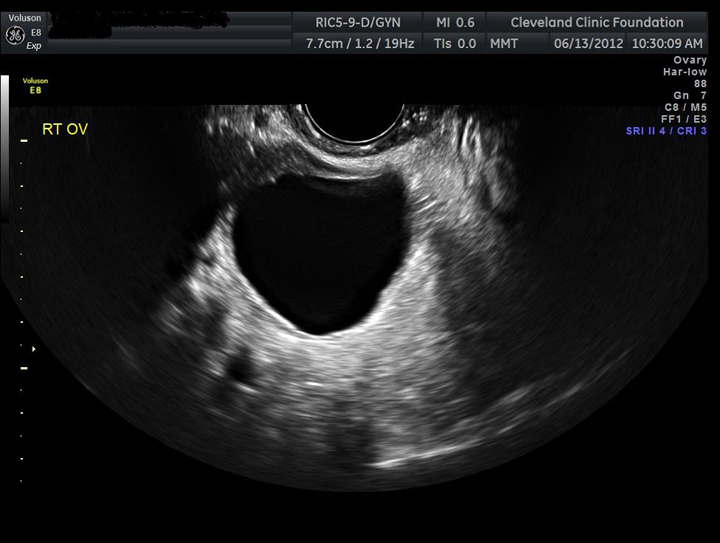 Voluson
E8
Exp
RIC5-9-D/GYN
MI 0.6
Cleveland Clinic Foundation
7.7cm / 1.2 / 19Hz
TIs 0.0
MMT
06/13/2012
10:30:09 AM
Voluson
E8
Ovary
Har-low
88
Gn 7
C8 / M5
FF1 / E3
SRI II 4 / CRI 3
RT OV